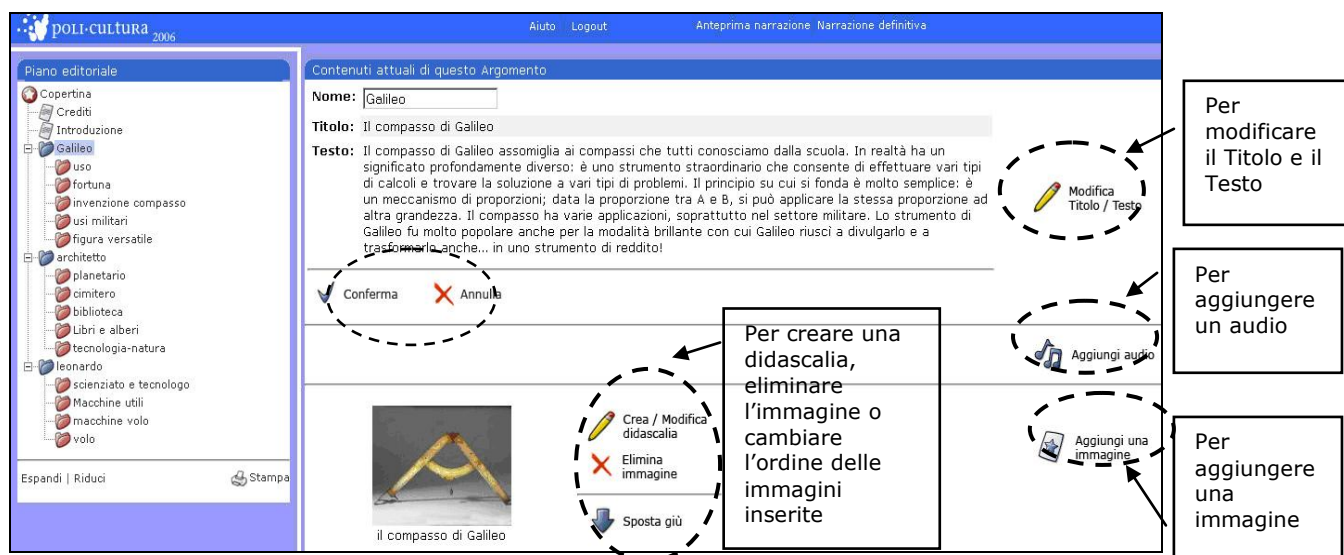 POLI-CULTURA 2006
Aiuto Logout Anteprima narrazione Narrazione definitiva
Piano editoriale
Copertina
Crediti
Introduzione
Galileo
uso
fortuna
invenzione compasso
usi militari
figura versatile
architetto
planetario
cimitero
biblioteca
Libri e alberi
tecnologia-natura
leonardo
scienziato e tecnologo
Macchine utili
macchine volo
volo
Espandi | Riduci Stampa
Contenuti attuali di questo Argomento
Nome: Galileo
Titolo: Il compasso di Galileo
Testo: Il compasso di Galileo assomiglia ai compassi che tutti conosciamo dalla scuola. In realtà ha un
significato profondamente diverso: è uno strumento straordinario che consente di effettuare vari tipi
di calcoli e trovare la soluzione a vari tipi di problemi. Il principio su cui si fonda è molto semplice: è
un meccanismo di proporzioni; data la proporzione tra A e B, si può applicare la stessa proporzione ad
altra grandezza. Il compasso ha varie applicazioni, soprattutto nel settore militare. Lo strumento di
Galileo fu molto popolare anche per la modalità brillante con cui Galileo riuscì a divulgarlo e a
trasformarlo anche... in uno strumento di reddito!
Modifica
Titolo / Testo
Conferma Annulla
Aggiungi audio
Crea / Modifica
didascalia
Elimina
immagine
Sposta giù
Aggiungi una
immagine
il compasso di Galileo
Per creare una
didascalia,
eliminare
l'immagine o
cambiare
l'ordine delle
immagini
inserite
Per
modificare
il Titolo e il
Testo
Per
aggiungere
un audio
Per
aggiungere
una
immagine